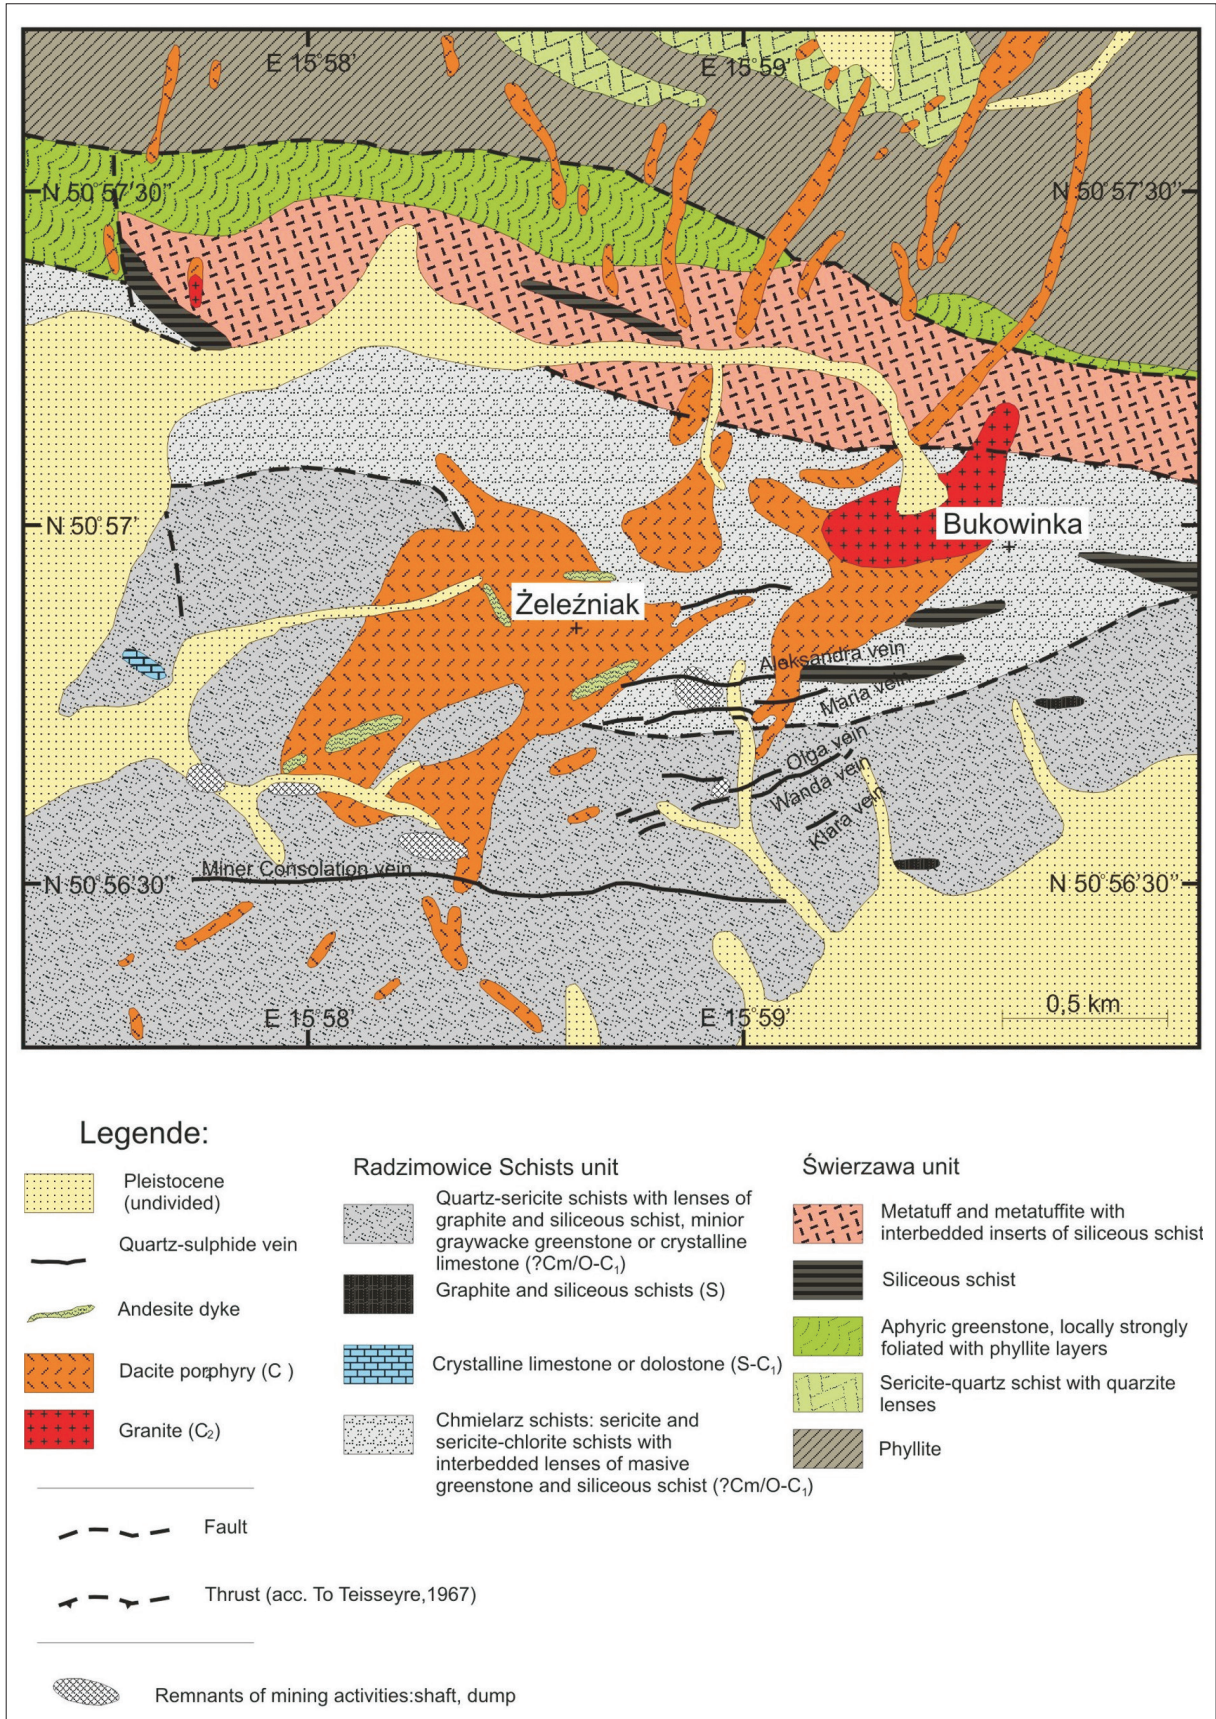 E 15°58'
E 15°59'
N 50°57'30''
N 50°57'30''
N 50°57'
Bukowinka
Żeleźniak
Aleksandra vein
Maria vein
Olga vein
Wanda vein
Klara vein
Miner Consolation vein
N 50°56'30''
N 50°56'30''
0,5 km
E 15°58
E 15°59'
Legende:
Pleistocene
(undivided)
Quartz-sulphide vein
Andesite dyke
Dacite porphyry (C₂)
Granite (C₂)
Fault
Thrust (acc. To Teisseyre,1967)
Remnants of mining activities:shaft, dump
Radzimowice Schists unit
Quartz-sericite schists with lenses of
graphite and siliceous schist, minior
graywacke greenstone or crystalline
limestone (?Cm/O-C₁)
Graphite and siliceous schists (S)
Crystalline limestone or dolostone (S-C₁)
Chmielarz schists: sericite and
sericite-chlorite schists with
interbedded lenses of masive
greenstone and siliceous schist (?Cm/O-C₁)
Świerzawa unit
Metatuff and metatuffite with
interbedded inserts of siliceous schist
Siliceous schist
Aphyric greenstone, locally strongly
foliated with phyllite layers
Sericite-quartz schist with quarzite
lenses
Phyllite